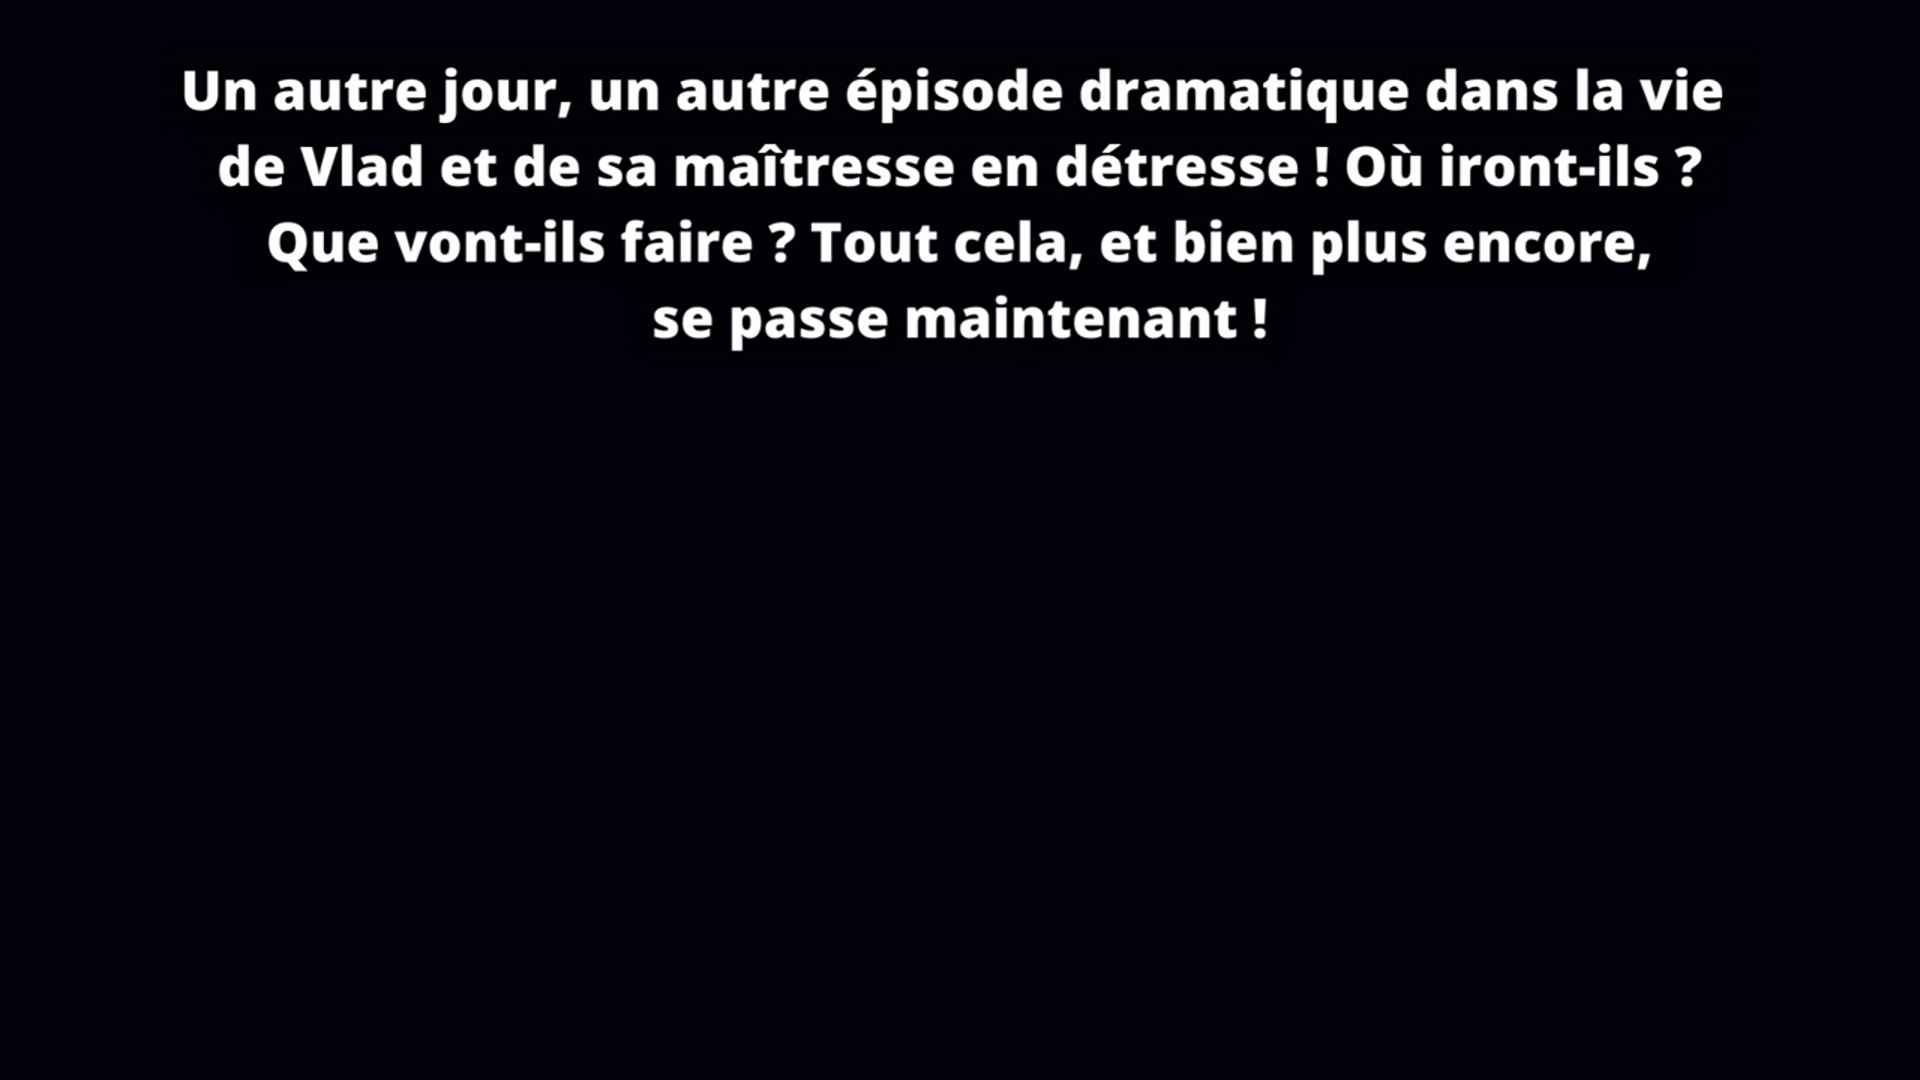 Un autre jour, un autre épisode dramatique dans la vie
de Vlad et de sa maîtresse en détresse ! Où iront-ils ?
Que vont-ils faire ? Tout cela, et bien plus encore,
se passe maintenant !